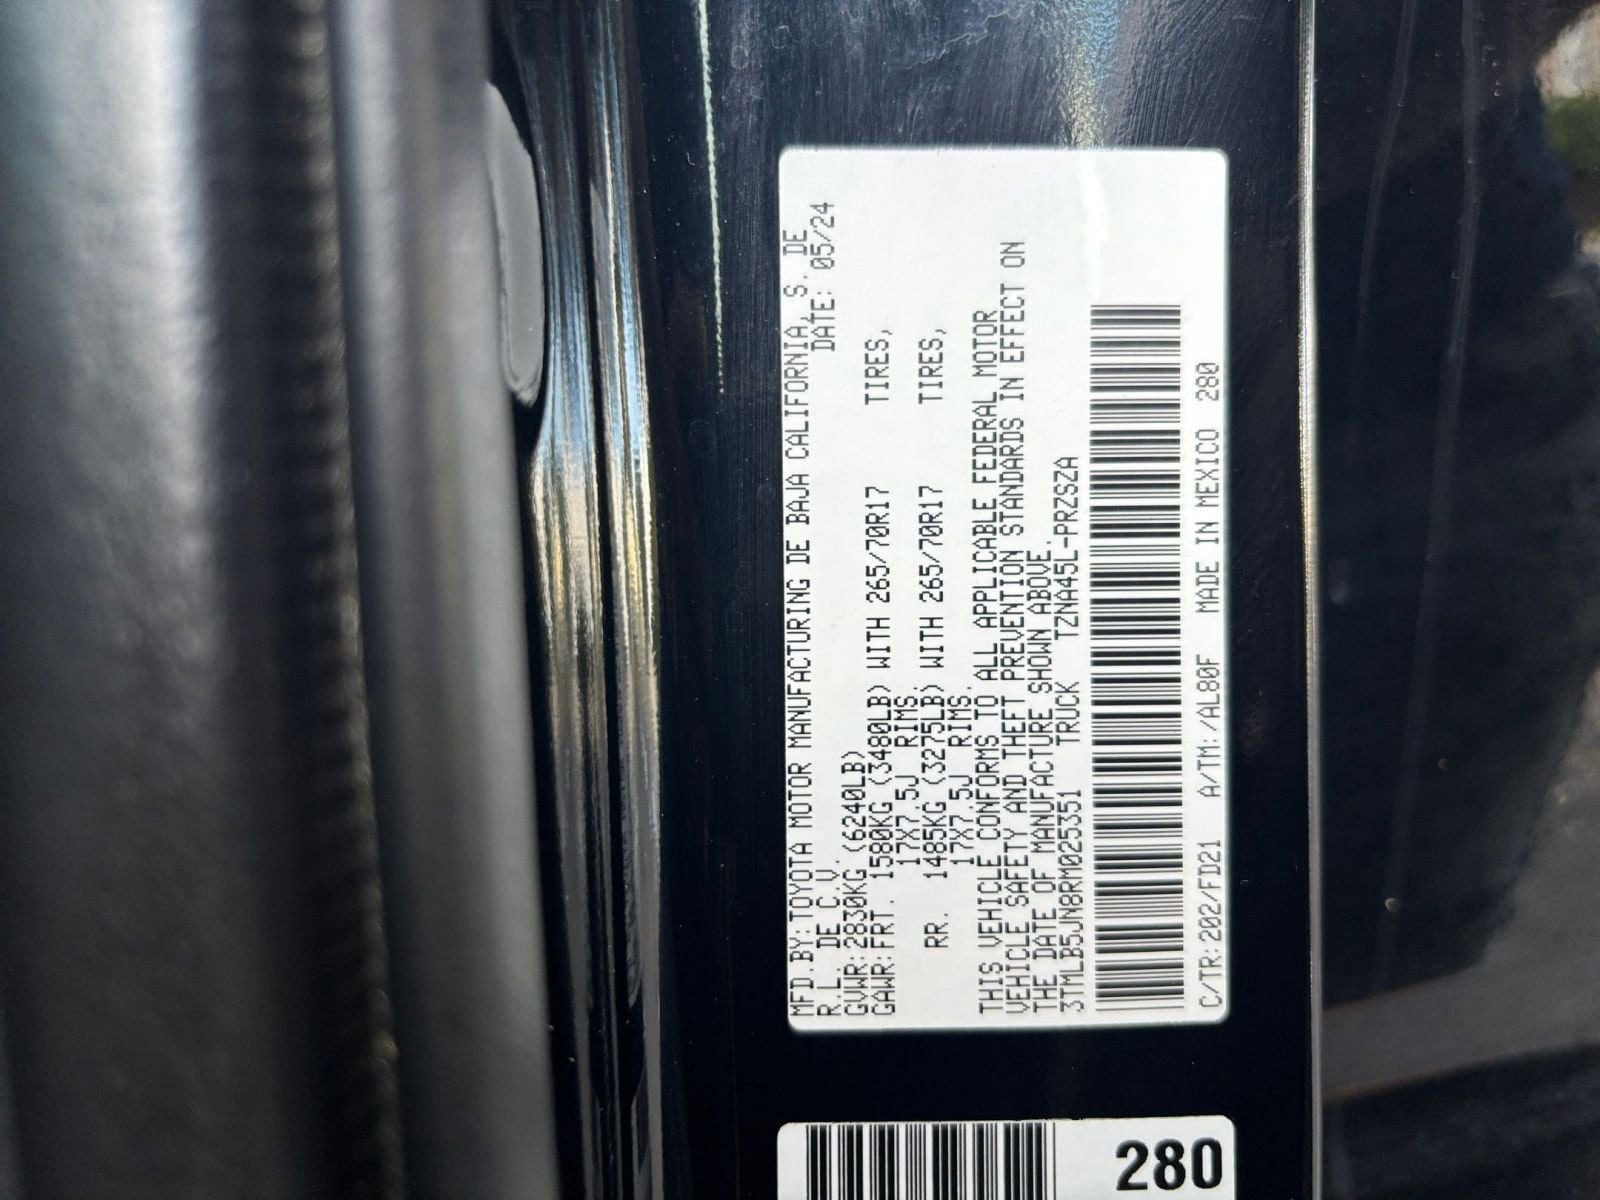 MFD.BY:TOYOTA MOTOR MANUFACTURING DE BAJA CALIFORNIA, S. DE
R.L. DE C.V. DATE: 05/24
GVWR:2830KG (6240LB)
GAWR:FRT. 1580KG (3480LB) WITH 265/70R17 TIRES,
17X7.5J RIMS.
RR. 1485KG (3275LB) WITH 265/70R17 TIRES,
17X7.5J RIMS.
THIS VEHICLE CONFORMS TO ALL APPLICABLE FEDERAL MOTOR
VEHICLE SAFETY AND THEFT PREVENTION STANDARDS IN EFFECT ON
THE DATE OF MANUFACTURE SHOWN ABOVE.
3TMLB5JN8RM025351 TRUCK TZNA45L-PRZSZA
C/TR:202/FD21 A/TM:/AL80F MADE IN MEXICO 280
280